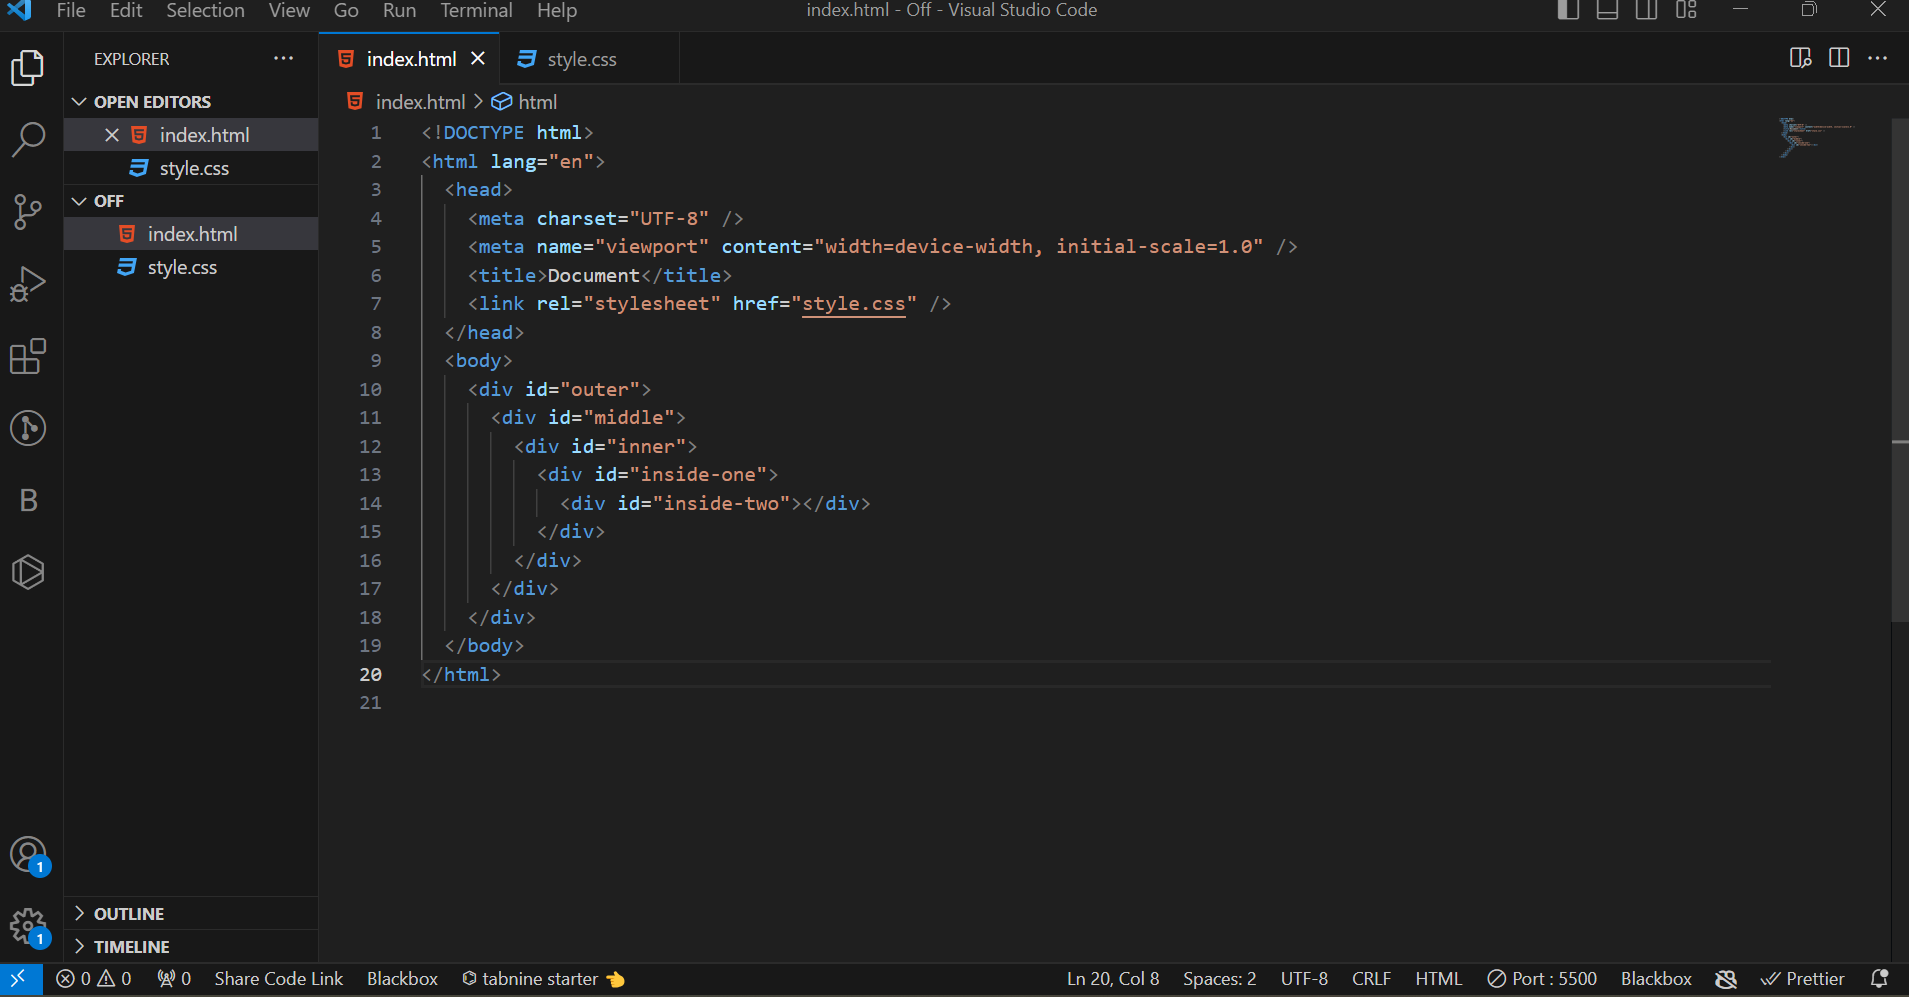 File Edit Selection View Go Run Terminal Help
index.html - Off - Visual Studio Code
EXPLORER
OPEN EDITORS
index.html
style.css
OFF
index.html
style.css
OUTLINE
TIMELINE
B
1
1
index.html style.css
index.html > html
1 <!DOCTYPE html>
2 <html lang="en">
3 <head>
4 <meta charset="UTF-8" />
5 <meta name="viewport" content="width=device-width, initial-scale=1.0" />
6 <title>Document</title>
7 <link rel="stylesheet" href="style.css" />
8 </head>
9 <body>
10 <div id="outer">
11 <div id="middle">
12 <div id="inner">
13 <div id="inside-one">
14 <div id="inside-two"></div>
15 </div>
16 </div>
17 </div>
18 </div>
19 </body>
20 </html>
21
0 0 0 Share Code Link Blackbox tabnine starter Ln 20, Col 8 Spaces: 2 UTF-8 CRLF HTML Port : 5500 Blackbox Prettier